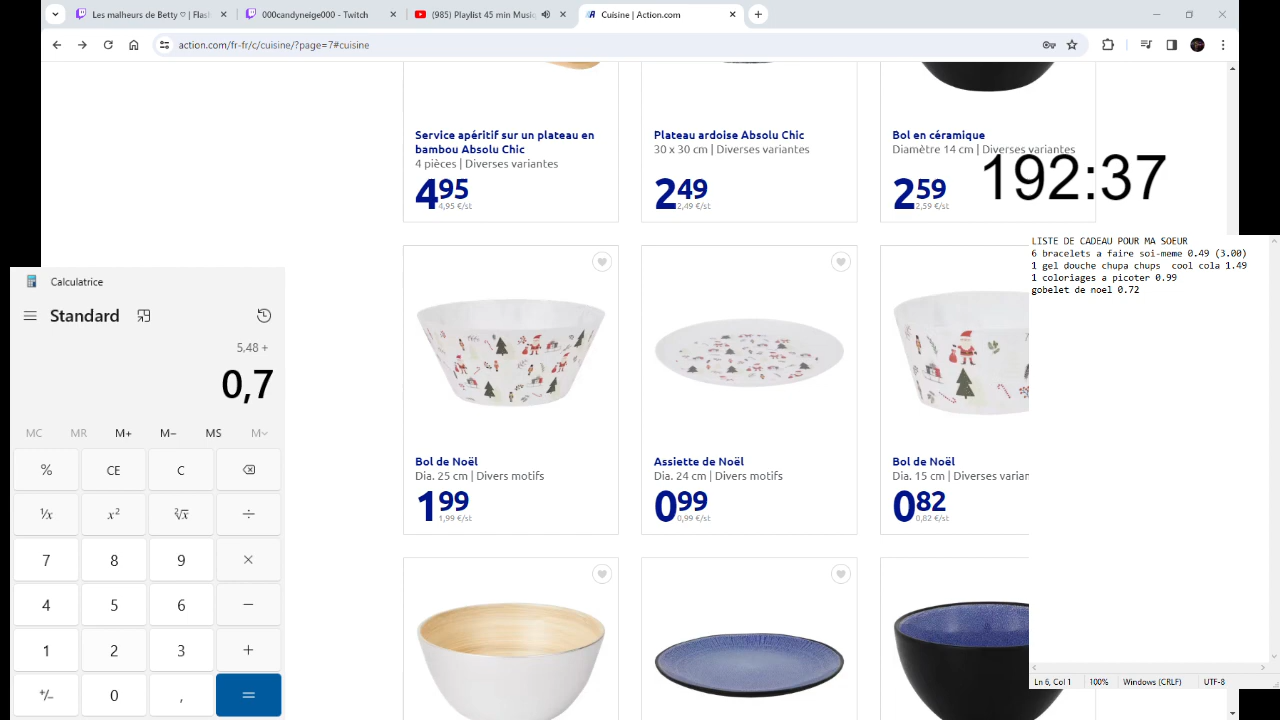 Les malheurs de Betty ♡ | Flash
000candyneige000 - Twitch
(985) Playlist 45 min Musiq
Cuisine | Action.com
action.com/fr-fr/c/cuisine/?page=7#cuisine
Service apéritif sur un plateau en
bambou Absolu Chic
4 pièces | Diverses variantes
4 95
4,95 €/st
Plateau ardoise Absolu Chic
30 x 30 cm | Diverses variantes
2 49
2,49 €/st
Bol en céramique
Diamètre 14 cm | Diverses variantes
2 59
2,59 €/st
192:37
LISTE DE CADEAU POUR MA SOEUR
6 bracelets a faire soi-meme 0.49 (3.00)
1 gel douche chupa chups  cool cola 1.49
1 coloriages a picoter 0.99
gobelet de noel 0.72
Calculatrice
Standard
5,48 +
0,7
MC MR M+ M− MS M
% CE C
¹/x x² ²√x ÷
7 8 9 ×
4 5 6 −
1 2 3 +
+/− 0 , =
Bol de Noël
Dia. 25 cm | Divers motifs
1 99
1,99 €/st
Assiette de Noël
Dia. 24 cm | Divers motifs
0 99
0,99 €/st
Bol de Noël
Dia. 15 cm | Diverses varian
0 82
0,82 €/st
Ln 6, Col 1 100% Windows (CRLF) UTF-8